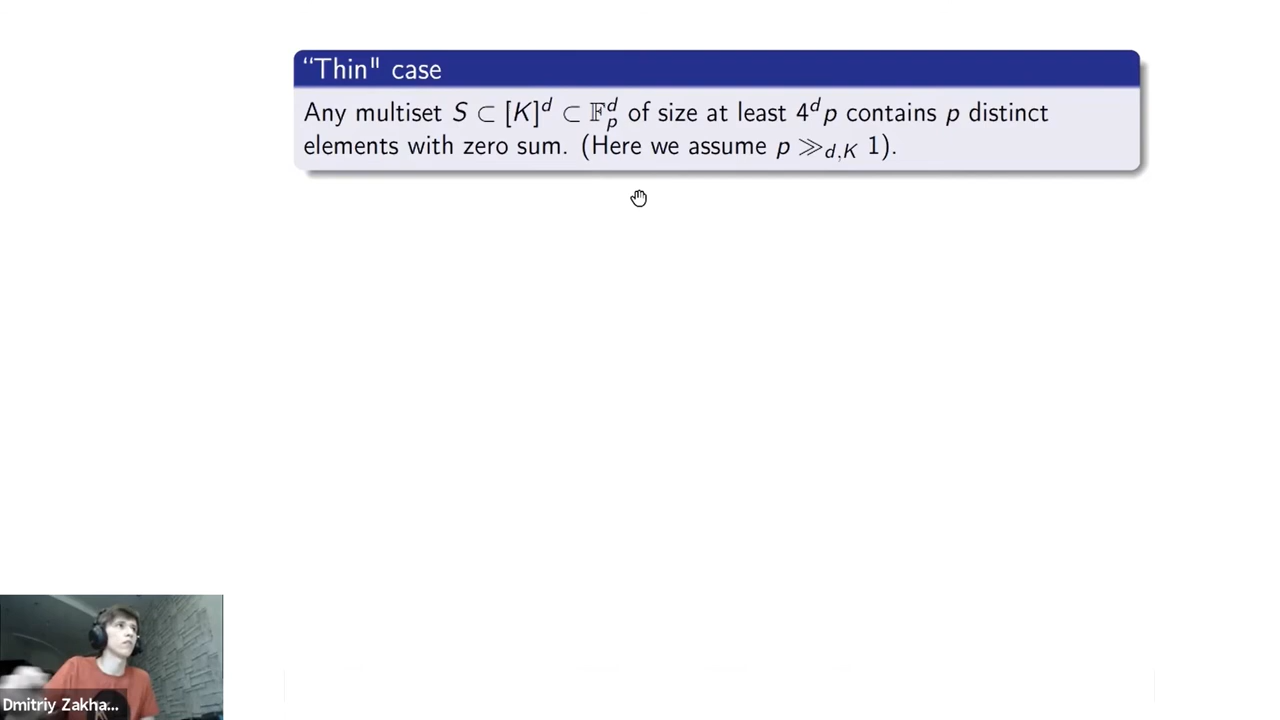 “Thin" case
Any multiset S ⊂ [K]^d ⊂ 𝔽_p^d of size at least 4^d p contains p distinct
elements with zero sum. (Here we assume p ≫_{d,K} 1).
Dmitriy Zakha...